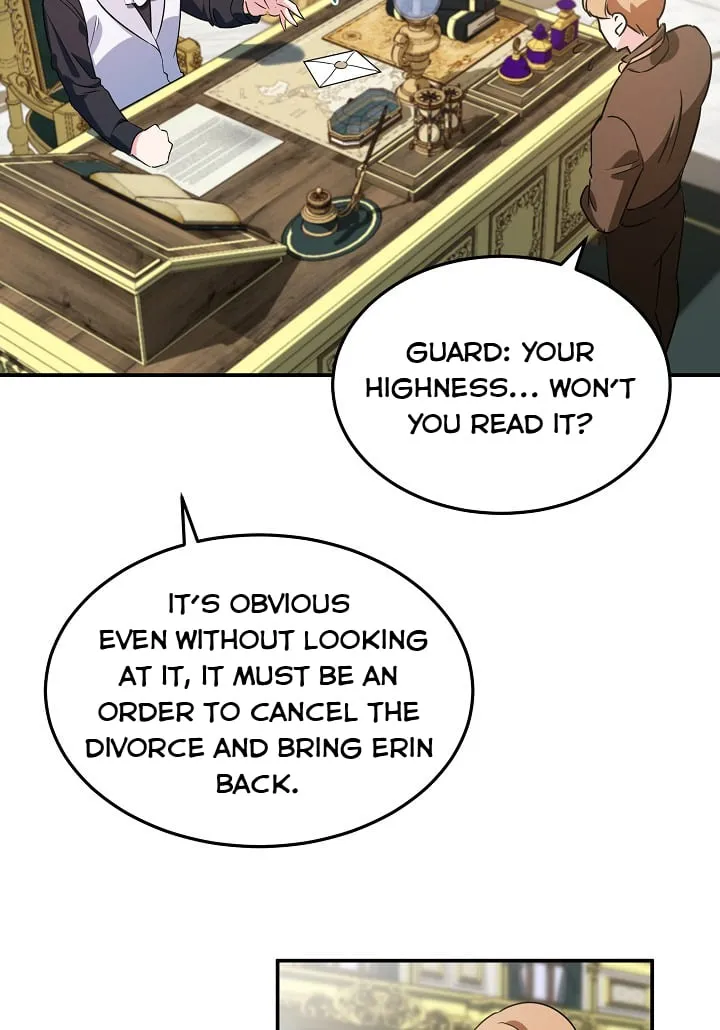 GUARD: YOUR
HIGHNESS... WON'T
YOU READ IT?
IT'S OBVIOUS
EVEN WITHOUT LOOKING
AT IT, IT MUST BE AN
ORDER TO CANCEL THE
DIVORCE AND BRING ERIN
BACK.